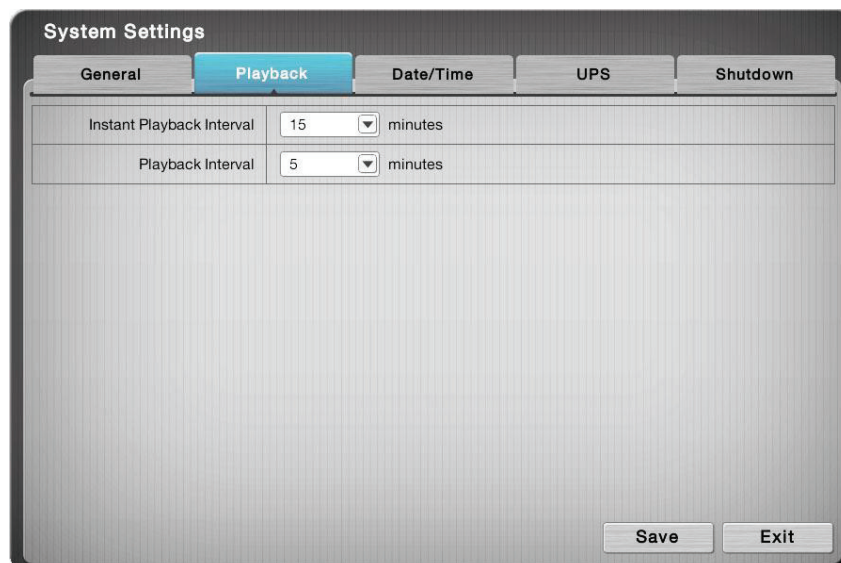 System Settings
General Playback Date/Time UPS Shutdown
Instant Playback Interval 15 minutes
Playback Interval 5 minutes
Save Exit